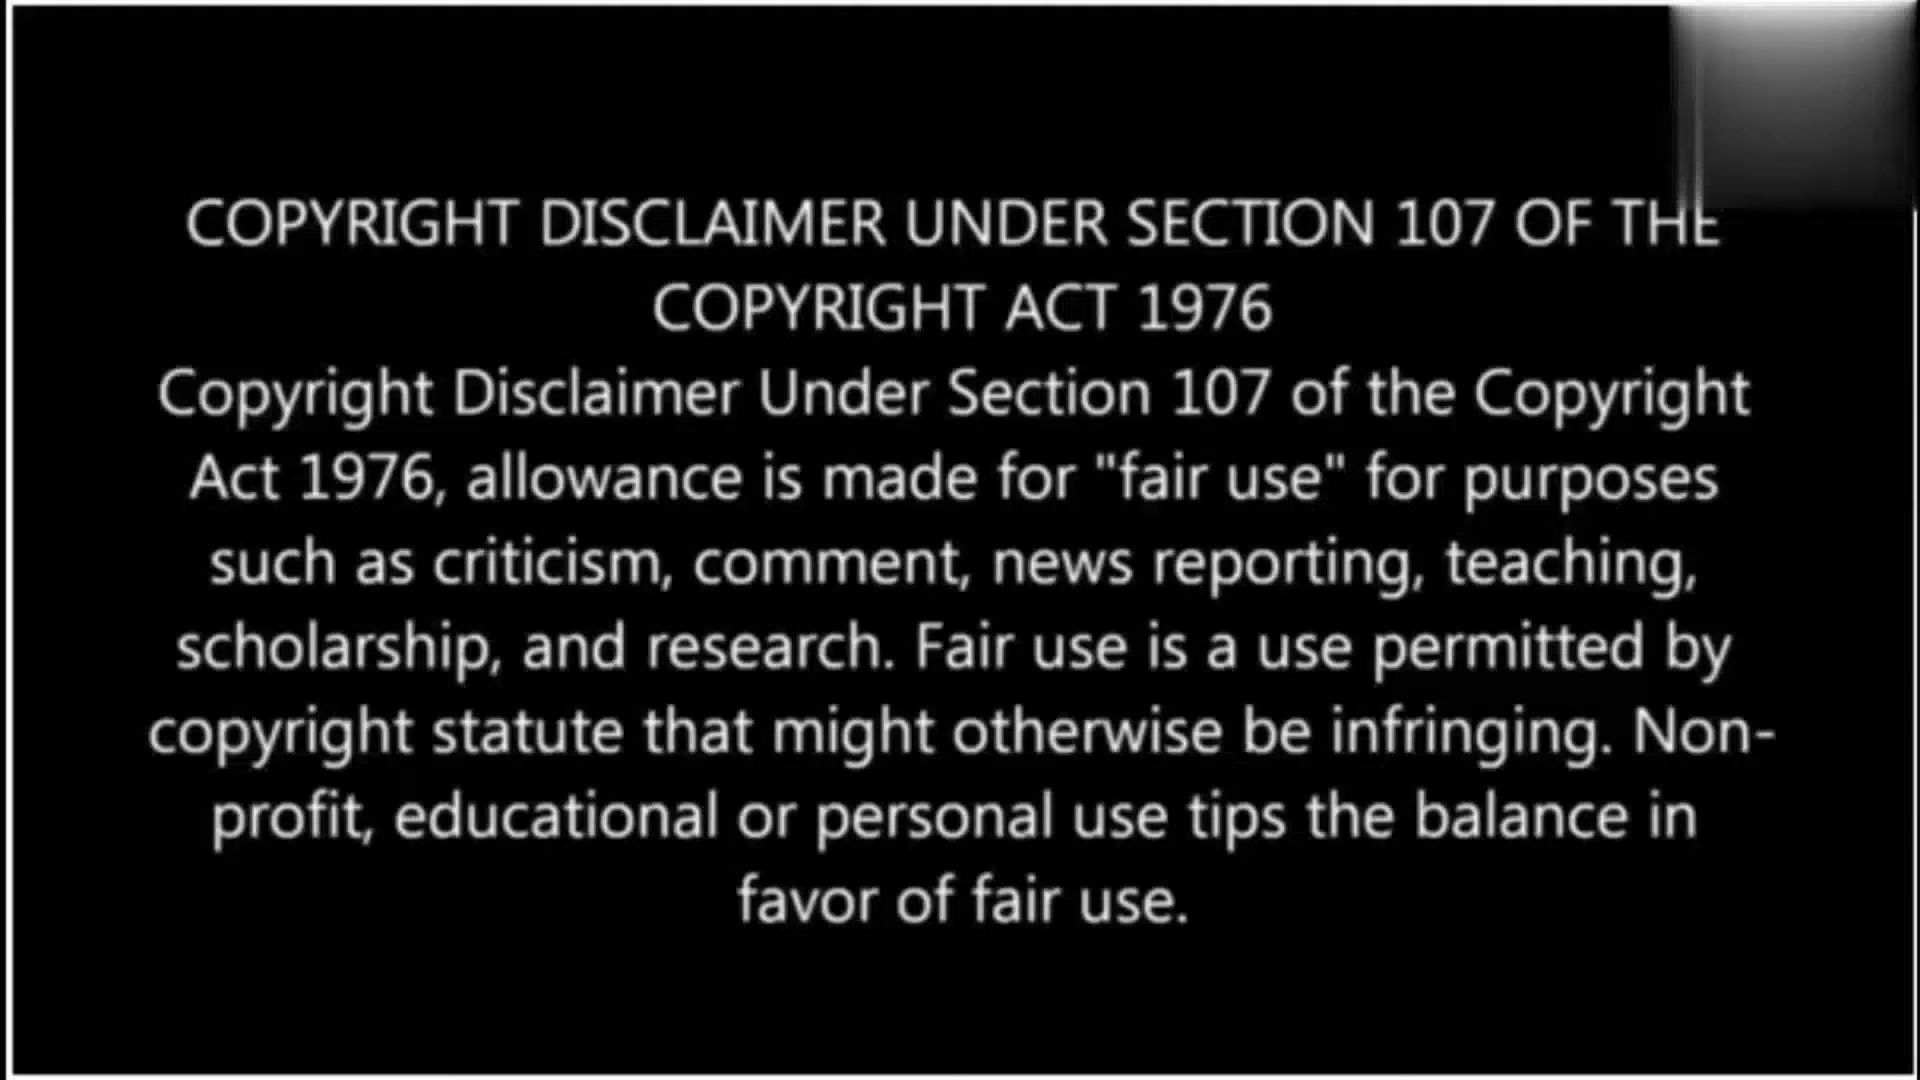 COPYRIGHT DISCLAIMER UNDER SECTION 107 OF THE
COPYRIGHT ACT 1976
Copyright Disclaimer Under Section 107 of the Copyright
Act 1976, allowance is made for "fair use" for purposes
such as criticism, comment, news reporting, teaching,
scholarship, and research. Fair use is a use permitted by
copyright statute that might otherwise be infringing. Non-
profit, educational or personal use tips the balance in
favor of fair use.